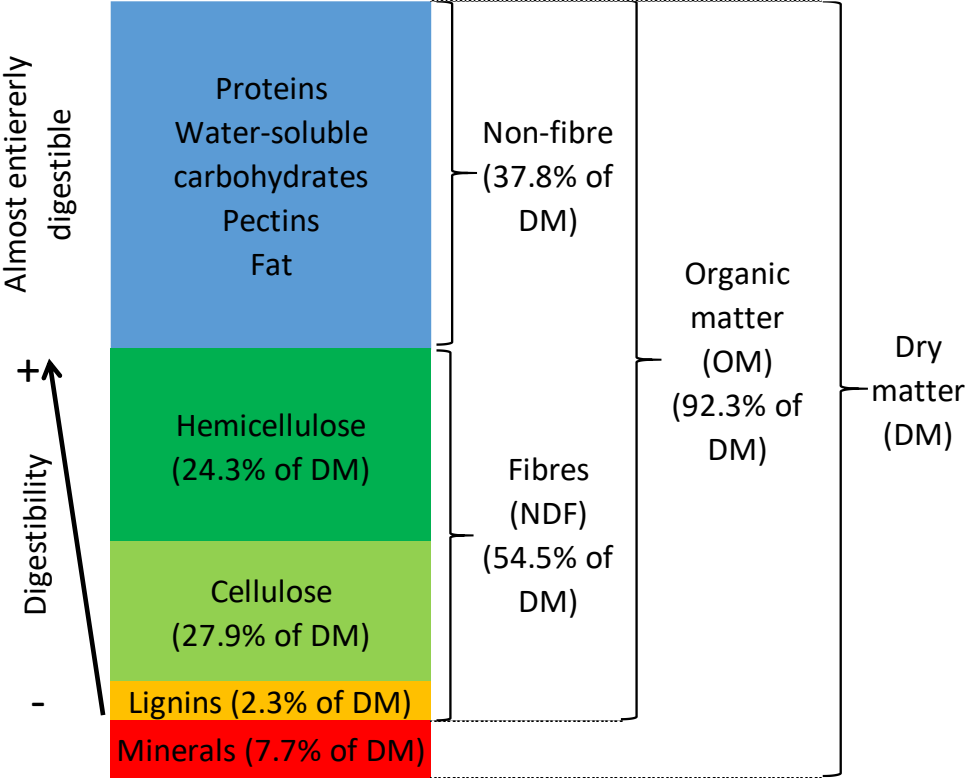 Almost entiererly
digestible
Proteins
Water-soluble
carbohydrates
Pectins
Fat
Non-fibre
(37.8% of
DM)
Organic
matter
(OM)
(92.3% of
DM)
Dry
matter
(DM)
+
Digestibility
-
Hemicellulose
(24.3% of DM)
Fibres
(NDF)
(54.5% of
DM)
Cellulose
(27.9% of DM)
Lignins (2.3% of DM)
Minerals (7.7% of DM)